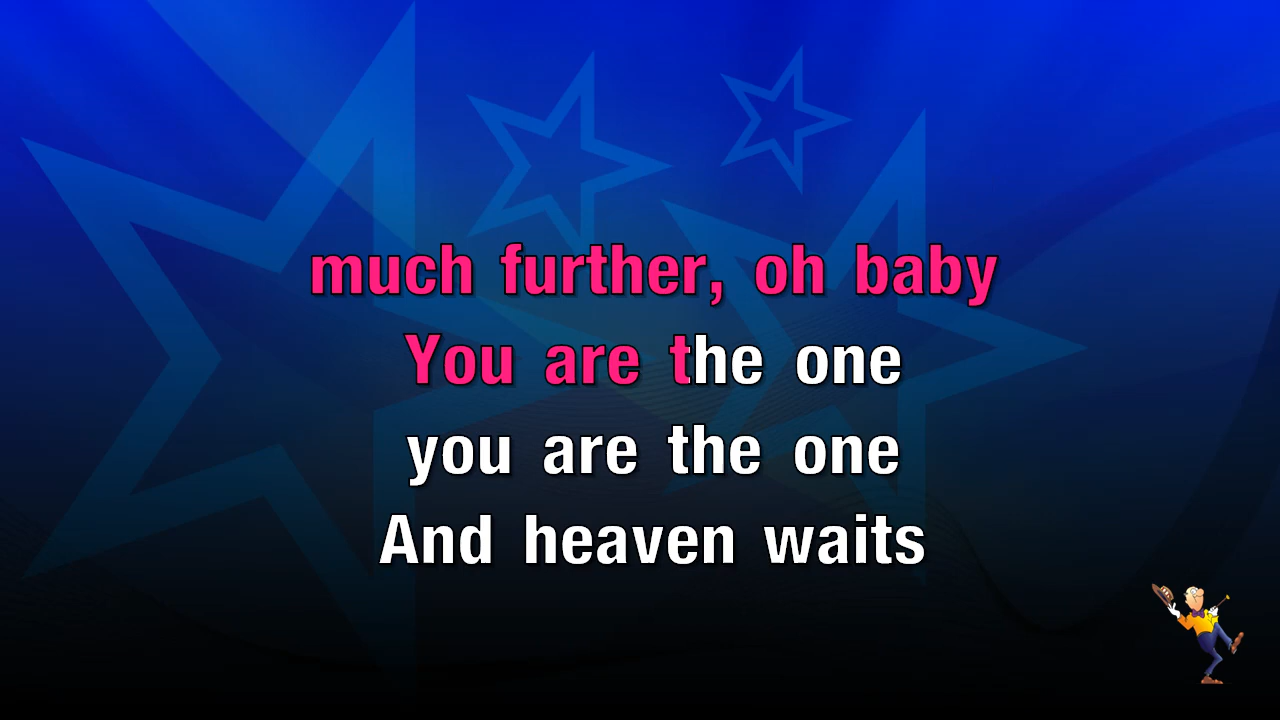 much further, oh baby
You are the one
you are the one
And heaven waits